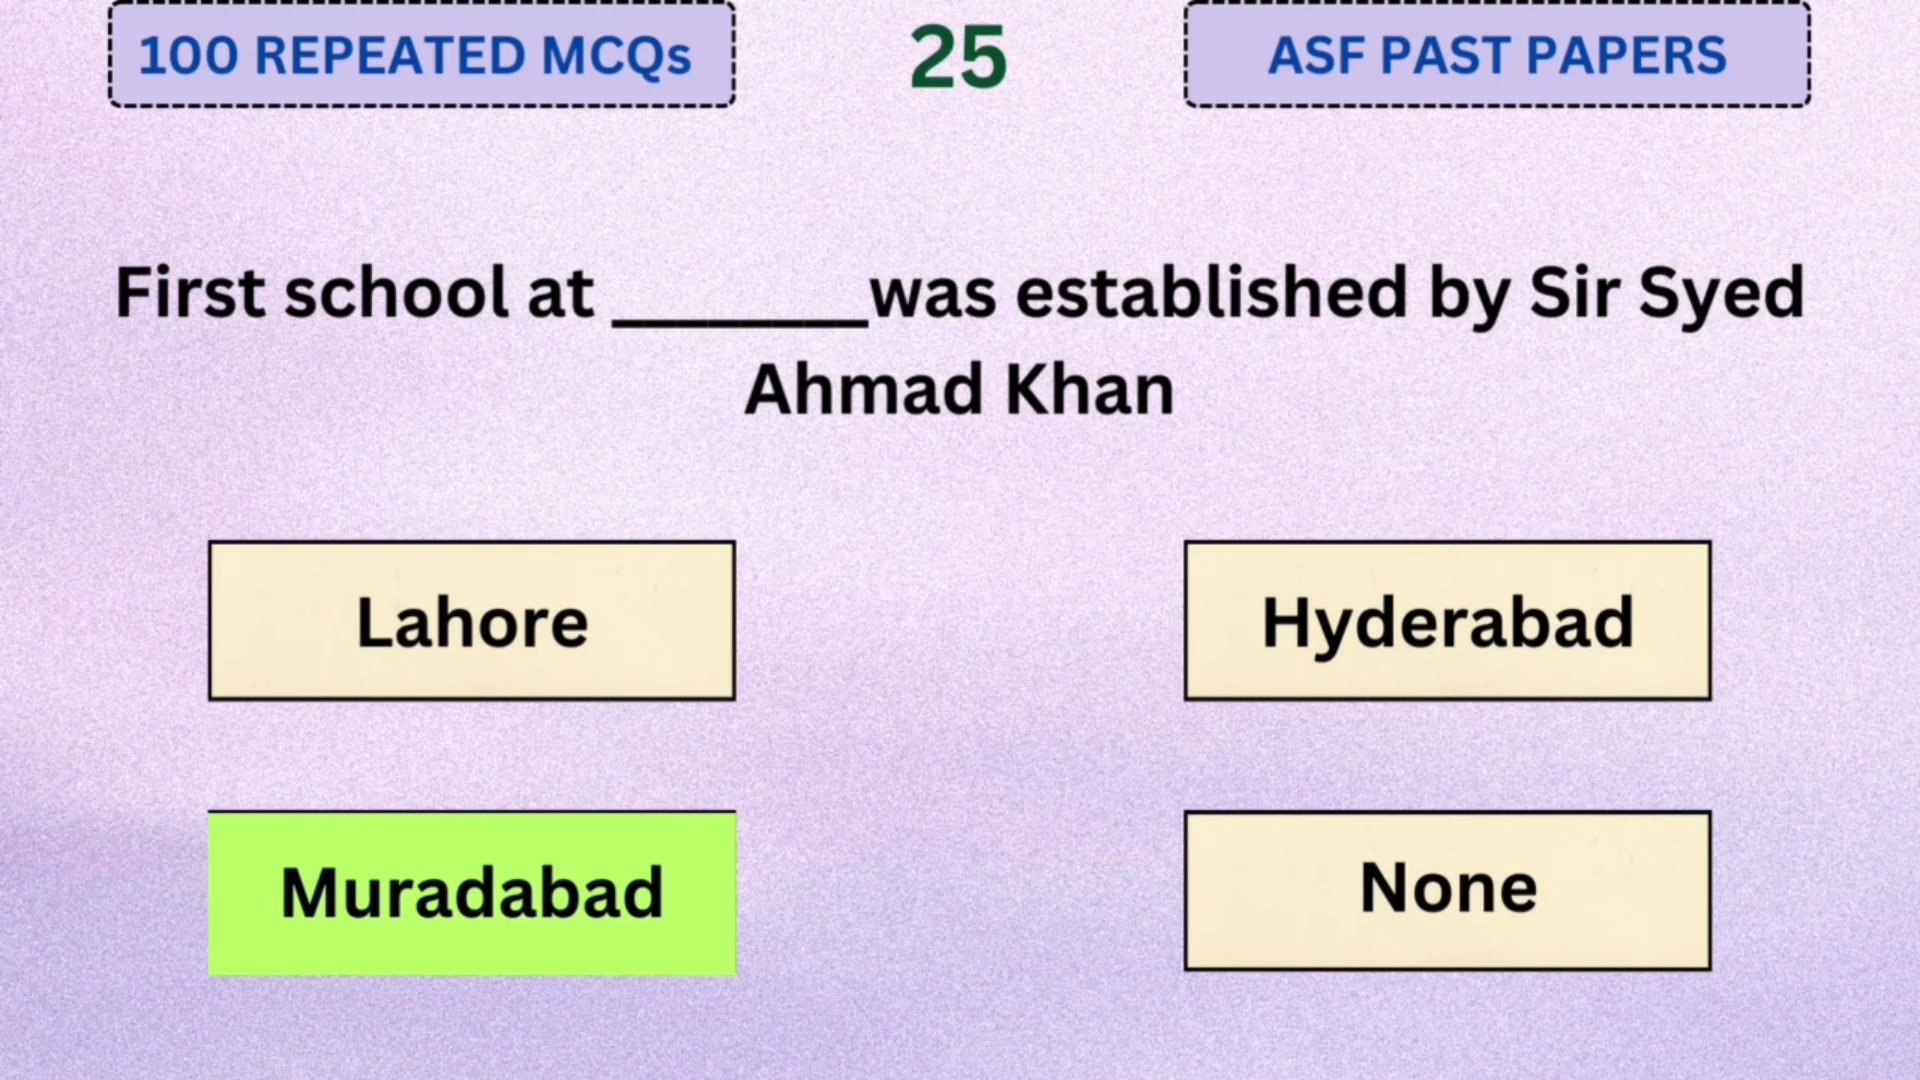 100 REPEATED MCQs
25
ASF PAST PAPERS
First school at ________was established by Sir Syed
Ahmad Khan
Lahore
Hyderabad
Muradabad
None